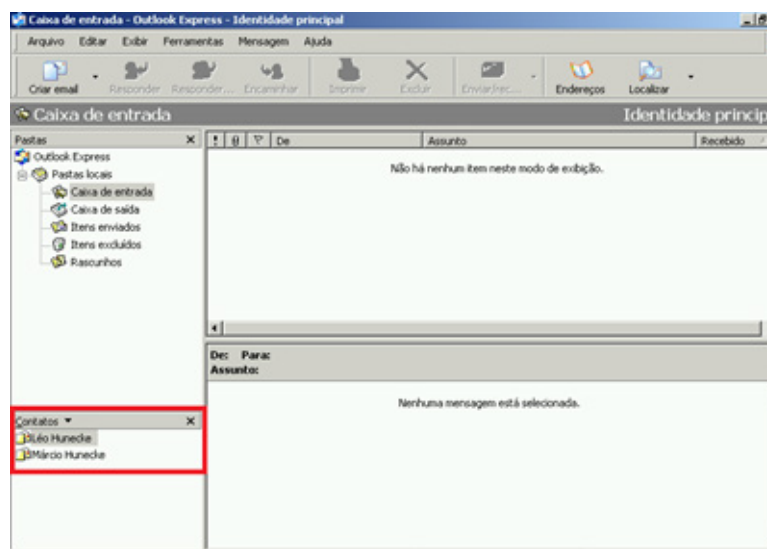 Caixa de entrada - Outlook Express - Identidade principal
Arquivo Editar Exibir Ferramentas Mensagem Ajuda
Criar email Responder Responder... Encaminhar Imprimir Excluir Enviar/rec... Endereços Localizar
Caixa de entrada Identidade princip
Pastas × ! De Assunto Recebido
Outlook Express
Não há nenhum item neste modo de exibição.
Pastas locais
Caixa de entrada
Caixa de saída
Itens enviados
Itens excluídos
Rascunhos
De: Para:
Assunto:
Nenhuma mensagem está selecionada.
Contatos ×
Léo Hunecke
Márcio Hunecke